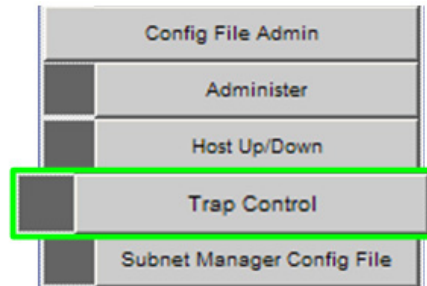 Config File Admin
Administer
Host Up/Down
Trap Control
Subnet Manager Config File